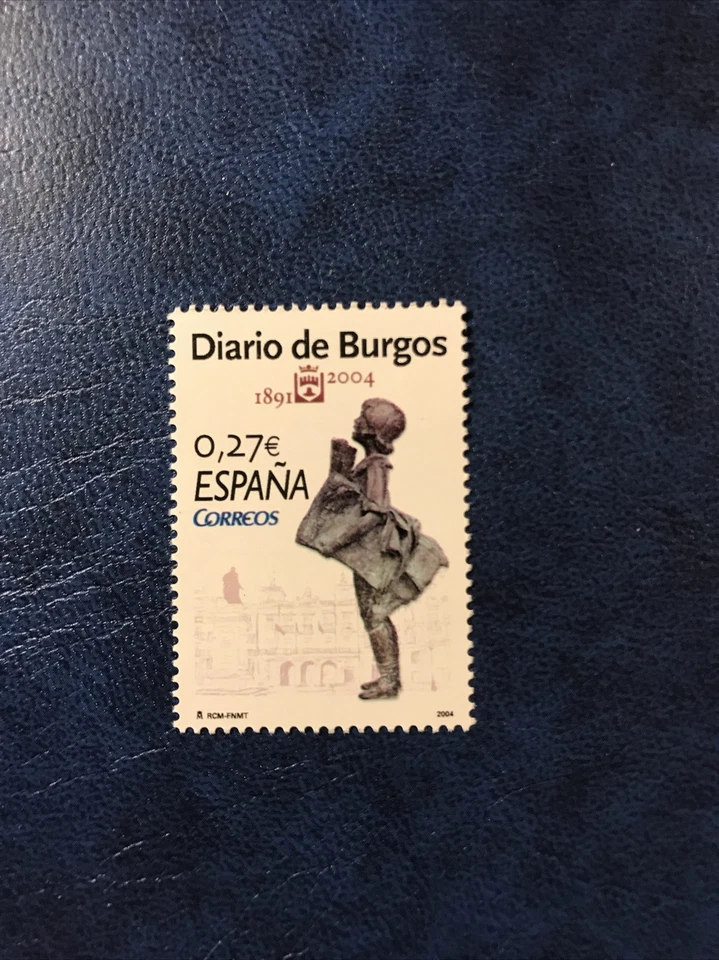 Diario de Burgos
1891 2004
0,27€
ESPAÑA
CORREOS
RCM-FNMT 2004